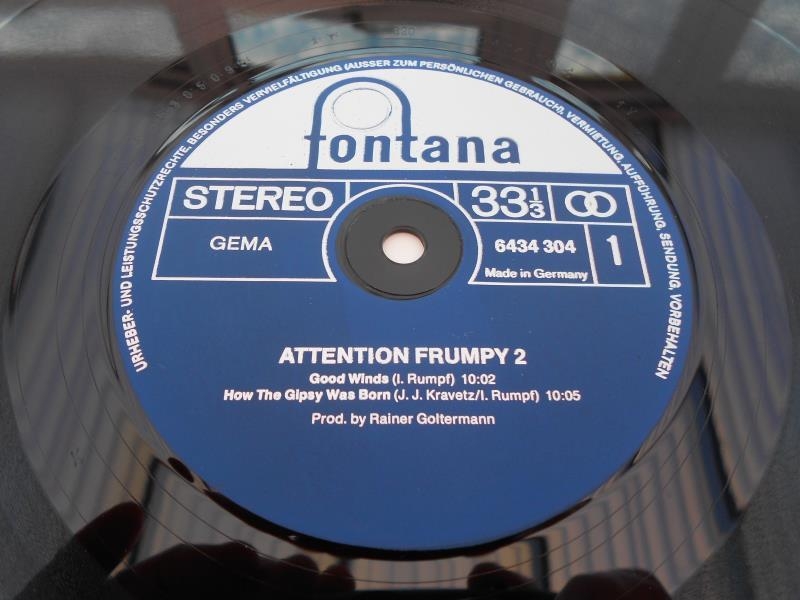 URHEBER- UND LEISTUNGSSCHUTZRECHTE, BESONDERS VERVIELFÄLTIGUNG (AUSSER ZUM PERSÖNLICHEN GEBRAUCH), VERMIETUNG, AUFFÜHRUNG, SENDUNG, VORBEHALTEN
fontana
STEREO 33⅓
GEMA
6434 304 1
Made in Germany
ATTENTION FRUMPY 2
Good Winds (I. Rumpf) 10:02
How The Gipsy Was Born (J. J. Kravetz/I. Rumpf) 10:05
Prod. by Rainer Goltermann